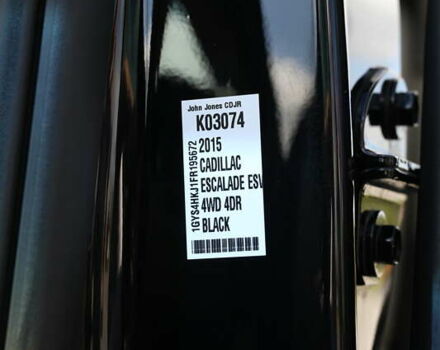 John Jones CDJR
K03074
2015
CADILLAC
ESCALADE ESV
4WD 4DR
BLACK
1GYS4HKJ1FR195672